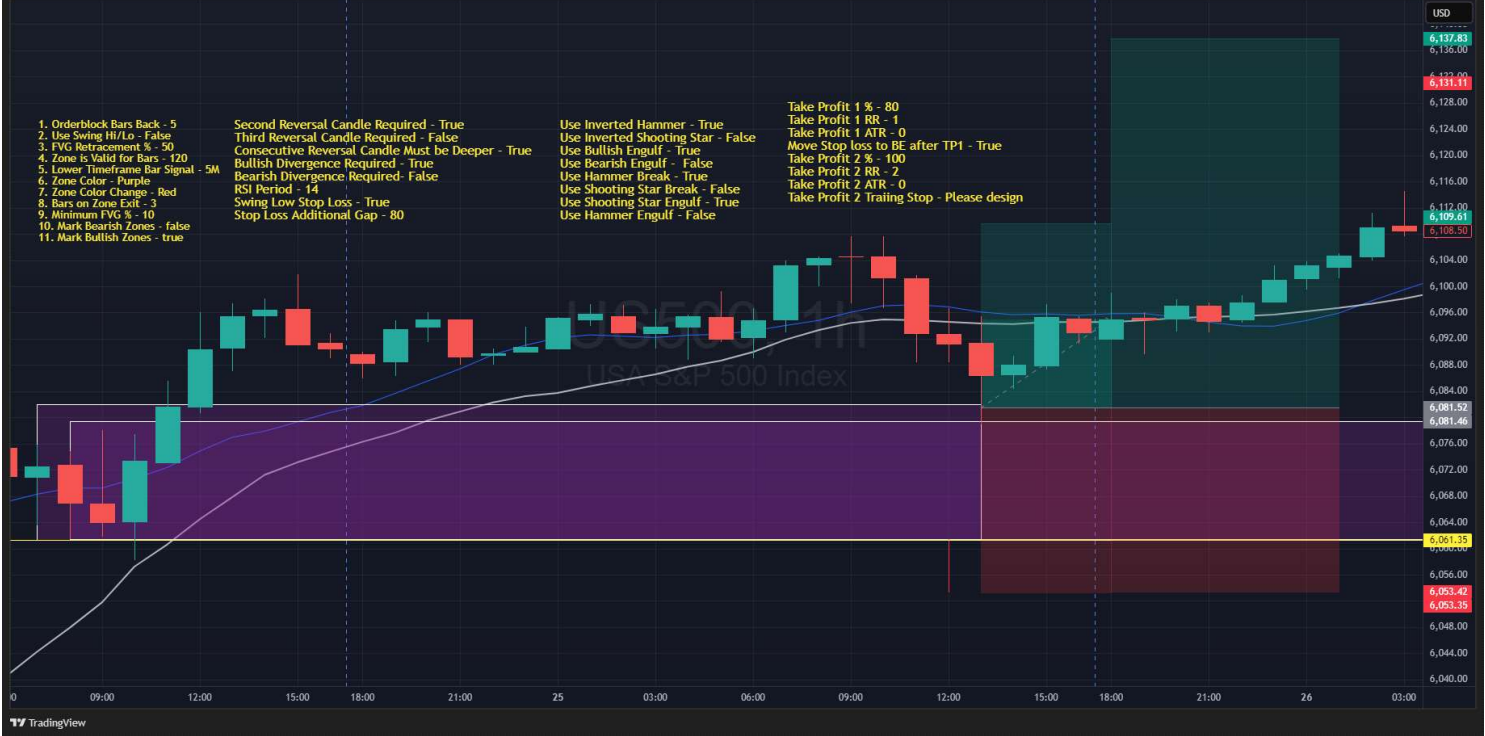 USD
6,137.83
6,136.00
6,131.11
6,128.00
6,124.00
6,120.00
6,116.00
6,112.00
6,109.61
6,108.50
6,104.00
6,100.00
6,096.00
6,092.00
6,088.00
6,084.00
6,081.52
6,081.46
6,076.00
6,072.00
6,068.00
6,064.00
6,061.35
6,060.00
6,056.00
6,053.42
6,053.35
6,048.00
6,044.00
6,040.00
1. Orderblock Bars Back - 5
2. Use Swing Hi/Lo - False
3. FVG Retracement % - 50
4. Zone is Valid for Bars - 120
5. Lower Timeframe Bar Signal - 5M
6. Zone Color - Purple
7. Zone Color Change - Red
8. Bars on Zone Exit - 3
9. Minimum FVG % - 10
10. Mark Bearish Zones - false
11. Mark Bullish Zones - true
Second Reversal Candle Required - True
Third Reversal Candle Required - False
Consecutive Reversal Candle Must be Deeper - True
Bullish Divergence Required - True
Bearish Divergence Required- False
RSI Period - 14
Swing Low Stop Loss - True
Stop Loss Additional Gap - 80
Use Inverted Hammer - True
Use Inverted Shooting Star - False
Use Bullish Engulf - True
Use Bearish Engulf - False
Use Hammer Break - True
Use Shooting Star Break - False
Use Shooting Star Engulf - True
Use Hammer Engulf - False
Take Profit 1 % - 80
Take Profit 1 RR - 1
Take Profit 1 ATR - 0
Move Stop loss to BE after TP1 - True
Take Profit 2 % - 100
Take Profit 2 RR - 2
Take Profit 2 ATR - 0
Take Profit 2 Traiing Stop - Please design
US500, 1h
USA S&P 500 Index
09:00 12:00 15:00 18:00 21:00 25 03:00 06:00 09:00 12:00 15:00 18:00 21:00 26 03:00
TradingView